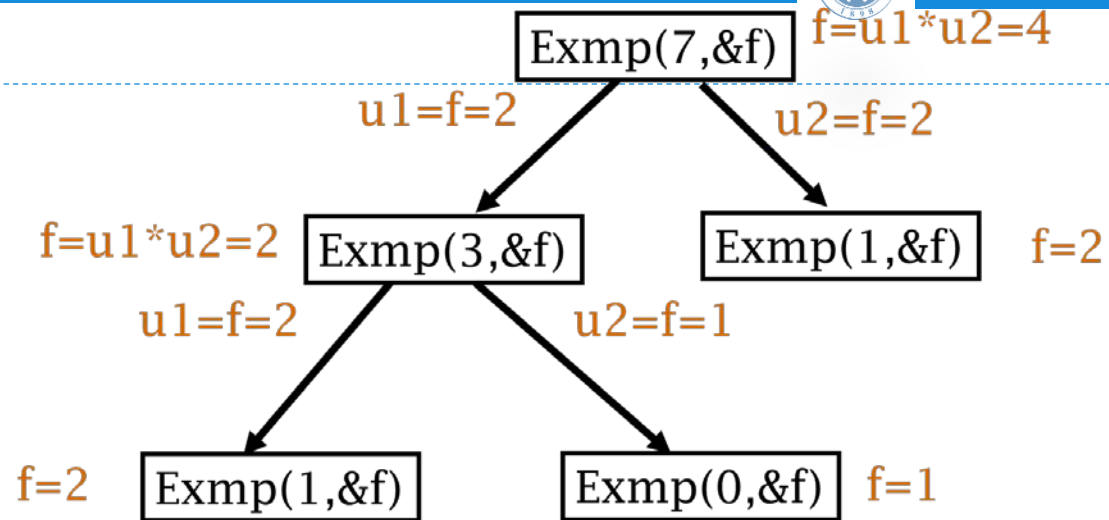 Exmp(7,&f)
f=u1*u2=4
u1=f=2
u2=f=2
f=u1*u2=2
Exmp(3,&f)
Exmp(1,&f)
f=2
u1=f=2
u2=f=1
f=2
Exmp(1,&f)
Exmp(0,&f)
f=1
1898